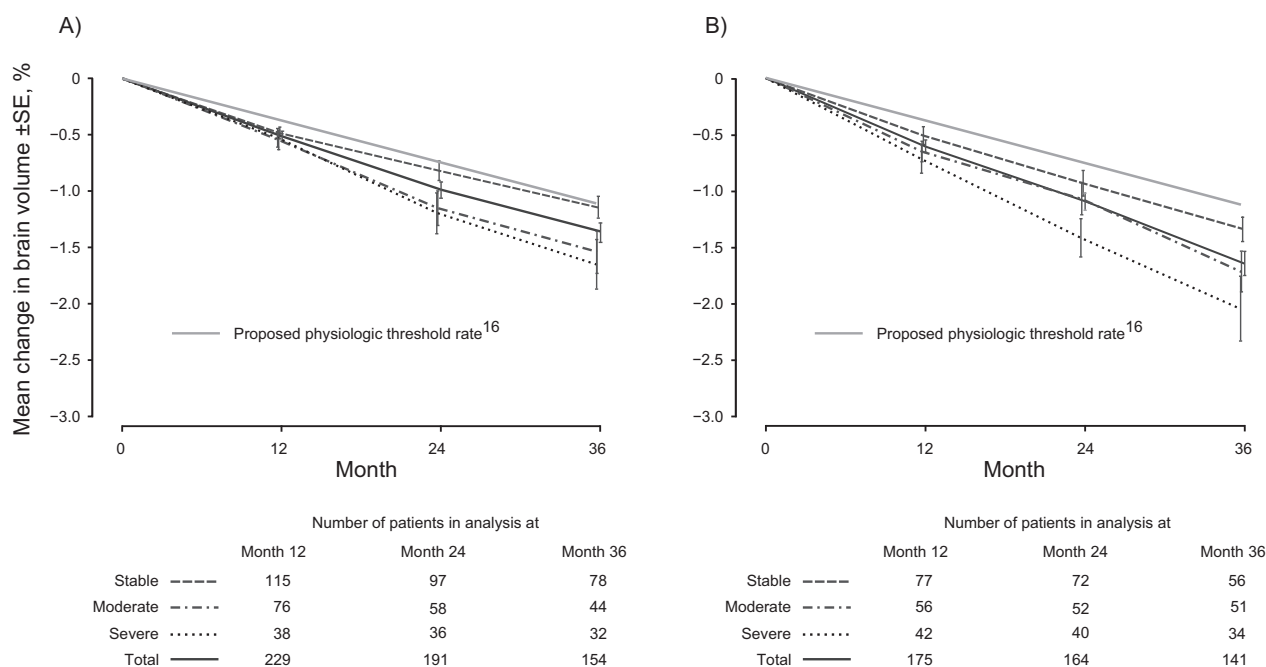 A)
Mean change in brain volume ±SE, %
0
−0.5
−1.0
−1.5
−2.0
−2.5
−3.0
Proposed physiologic threshold rate16
0 12 24 36
Month
Number of patients in analysis at
Month 12 Month 24 Month 36
Stable 115 97 78
Moderate 76 58 44
Severe 38 36 32
Total 229 191 154
B)
0
−0.5
−1.0
−1.5
−2.0
−2.5
−3.0
Proposed physiologic threshold rate16
0 12 24 36
Month
Number of patients in analysis at
Month 12 Month 24 Month 36
Stable 77 72 56
Moderate 56 52 51
Severe 42 40 34
Total 175 164 141